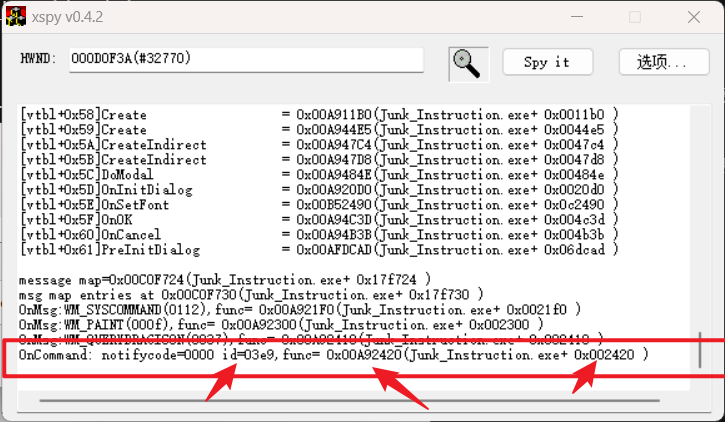 xspy v0.4.2
HWND: 000D0F3A(#32770)
Spy it
选项...
[vtbl+0x58]Create = 0x00A911B0(Junk_Instruction.exe+ 0x0011b0 )
[vtbl+0x59]Create = 0x00A944E5(Junk_Instruction.exe+ 0x0044e5 )
[vtbl+0x5A]CreateIndirect = 0x00A947C4(Junk_Instruction.exe+ 0x0047c4 )
[vtbl+0x5B]CreateIndirect = 0x00A947D8(Junk_Instruction.exe+ 0x0047d8 )
[vtbl+0x5C]DoModal = 0x00A9484E(Junk_Instruction.exe+ 0x00484e )
[vtbl+0x5D]OnInitDialog = 0x00A920D0(Junk_Instruction.exe+ 0x0020d0 )
[vtbl+0x5E]OnSetFont = 0x00B52490(Junk_Instruction.exe+ 0x0c2490 )
[vtbl+0x5F]OnOK = 0x00A94C3D(Junk_Instruction.exe+ 0x004c3d )
[vtbl+0x60]OnCancel = 0x00A94B3B(Junk_Instruction.exe+ 0x004b3b )
[vtbl+0x61]PreInitDialog = 0x00AFDCAD(Junk_Instruction.exe+ 0x06dcad )
message map=0x00C0F724(Junk_Instruction.exe+ 0x17f724 )
msg map entries at 0x00C0F730(Junk_Instruction.exe+ 0x17f730 )
OnMsg:WM_SYSCOMMAND(0112),func= 0x00A921F0(Junk_Instruction.exe+ 0x0021f0 )
OnMsg:WM_PAINT(000f),func= 0x00A92300(Junk_Instruction.exe+ 0x002300 )
OnMsg:WM_QUERYDRAGICON(0037),func= 0x00A92410(Junk_Instruction.exe+ 0x002410 )
OnCommand: notifycode=0000 id=03e9,func= 0x00A92420(Junk_Instruction.exe+ 0x002420 )